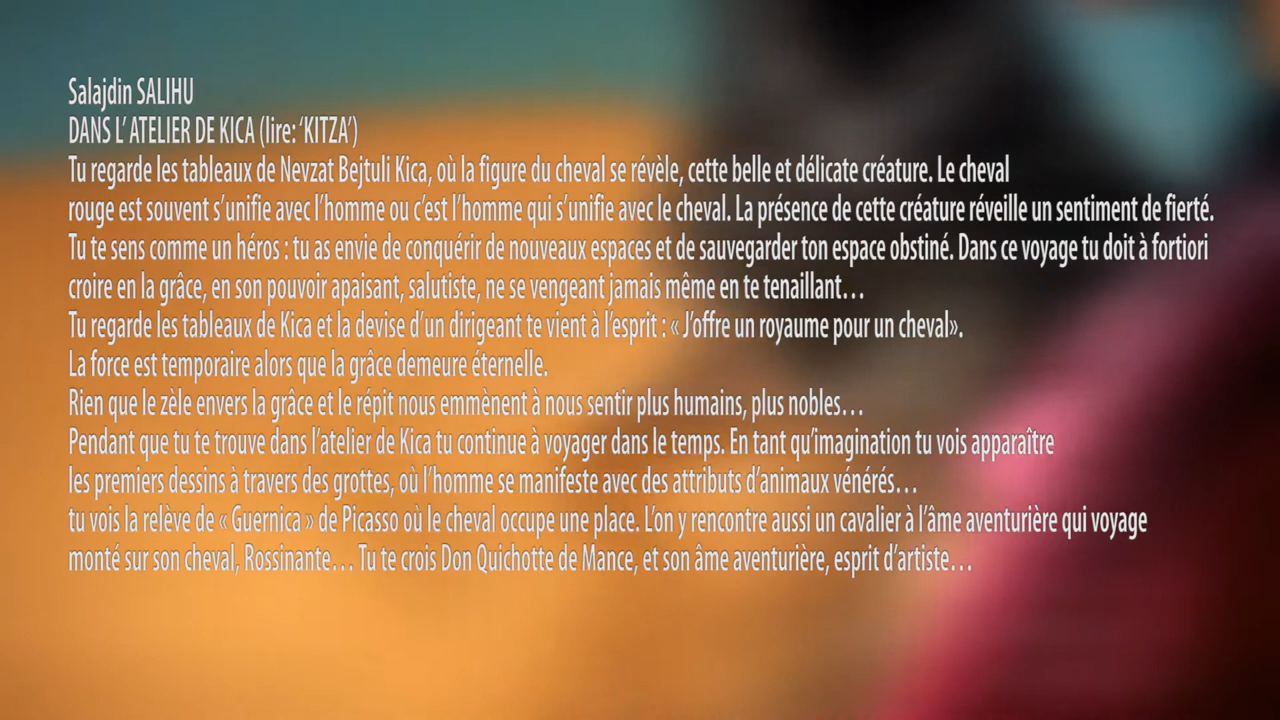 Salajdin SALIHU
DANS L’ ATELIER DE KICA (lire: ‘KITZA’)
Tu regarde les tableaux de Nevzat Bejtuli Kica, où la figure du cheval se révèle, cette belle et délicate créature. Le cheval
rouge est souvent s’unifie avec l’homme ou c’est l’homme qui s’unifie avec le cheval. La présence de cette créature réveille un sentiment de fierté.
Tu te sens comme un héros : tu as envie de conquérir de nouveaux espaces et de sauvegarder ton espace obstiné. Dans ce voyage tu doit à fortiori
croire en la grâce, en son pouvoir apaisant, salutiste, ne se vengeant jamais même en te tenaillant…
Tu regarde les tableaux de Kica et la devise d’un dirigeant te vient à l’esprit : « J’offre un royaume pour un cheval».
La force est temporaire alors que la grâce demeure éternelle.
Rien que le zèle envers la grâce et le répit nous emmènent à nous sentir plus humains, plus nobles…
Pendant que tu te trouve dans l’atelier de Kica tu continue à voyager dans le temps. En tant qu’imagination tu vois apparaître
les premiers dessins à travers des grottes, où l’homme se manifeste avec des attributs d’animaux vénérés…
tu vois la relève de « Guernica » de Picasso où le cheval occupe une place. L’on y rencontre aussi un cavalier à l’âme aventurière qui voyage
monté sur son cheval, Rossinante… Tu te crois Don Quichotte de Mance, et son âme aventurière, esprit d’artiste…